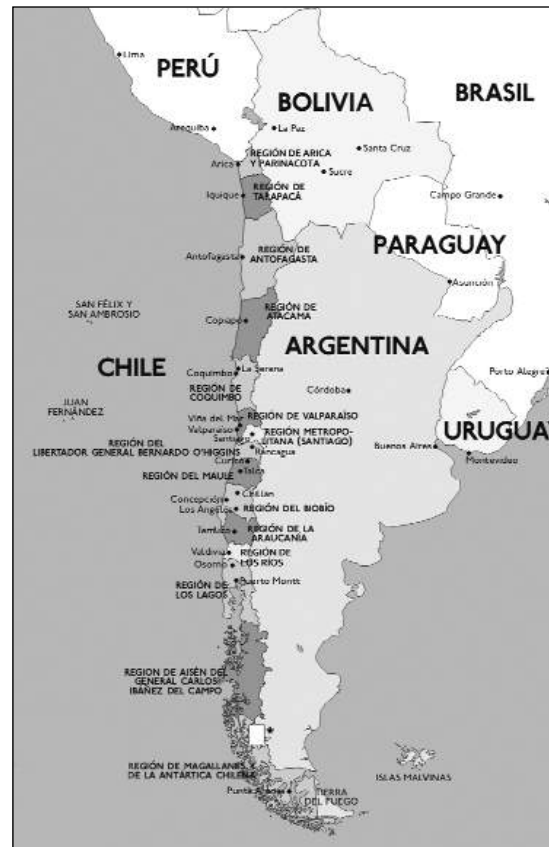 Lima
PERÚ
BOLIVIA
BRASIL
Arequiba
La Paz
Santa Cruz
REGIÓN DE ARICA
Y PARINACOTA
Arica
Sucre
REGIÓN DE
TARAPACÁ
Iquique
Campo Grande
PARAGUAY
REGIÓN DE
ANTOFAGASTA
Antofagasta
Asunción
SAN FÉLIX Y
SAN AMBROSIO
REGIÓN DE
ATACAMA
Copiapó
ARGENTINA
CHILE
La Serena
Coquimbo
Porto Alegre
REGIÓN DE
COQUIMBO
Córdoba
JUAN
FERNÁNDEZ
Viña del Mar
REGIÓN DE VALPARAÍSO
Valparaíso
URUGUAY
Santiago
REGIÓN METROPO-
LITANA (SANTIAGO)
REGIÓN DEL
LIBERTADOR GENERAL BERNARDO O'HIGGINS
Rancagua
Buenos Aires
Montevideo
Curicó
REGIÓN DEL MAULE
Talca
Chillán
Concepción
Los Angeles
REGIÓN DEL BIOBÍO
Temuco
REGIÓN DE LA
ARAUCANÍA
Valdivia
REGIÓN DE
LOS RÍOS
Osorno
Puerto Montt
REGIÓN DE
LOS LAGOS
REGION DE AISÉN DEL
GENERAL CARLOS
IBÁÑEZ DEL CAMPO
*
REGIÓN DE MAGALLANES Y
DE LA ANTÁRTICA CHILENA
ISLAS MALVINAS
Punta Arenas
TIERRA
DEL FUEGO